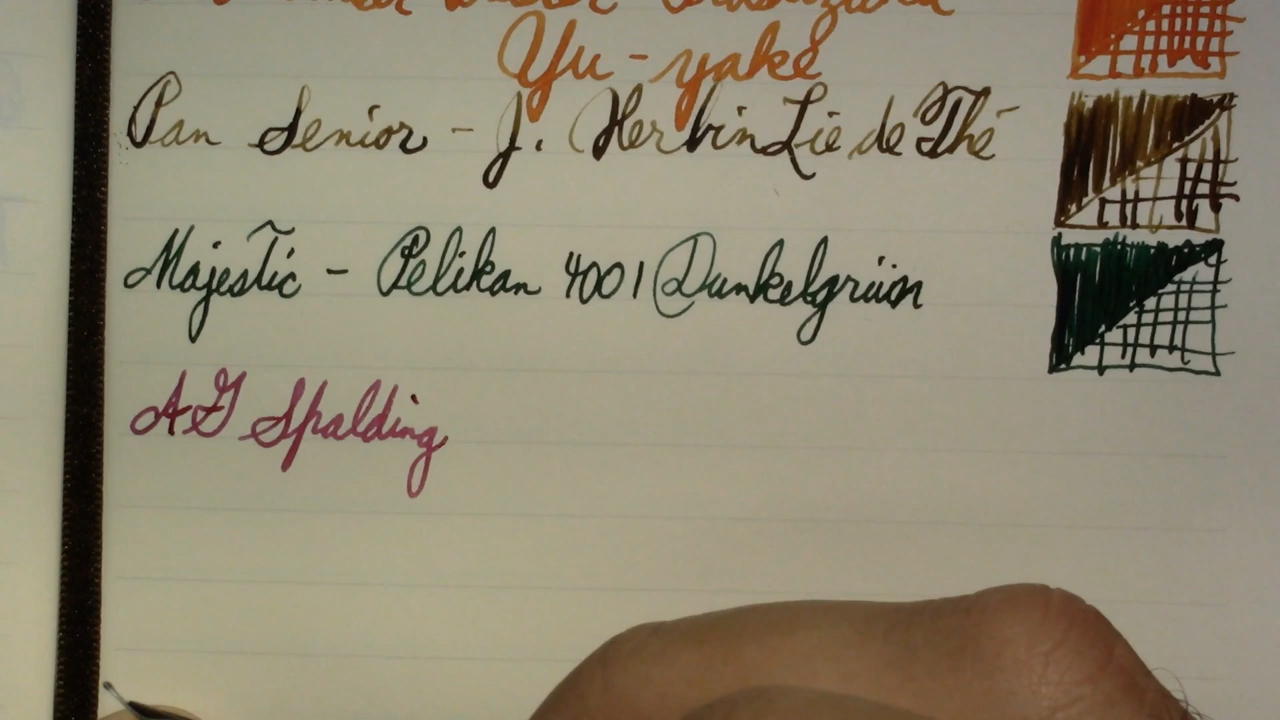 Yu-yake
Pan Senior - J. Herbin Lie de Thé
Majestic - Pelikan 4001 Dunkelgrün
AG Spalding